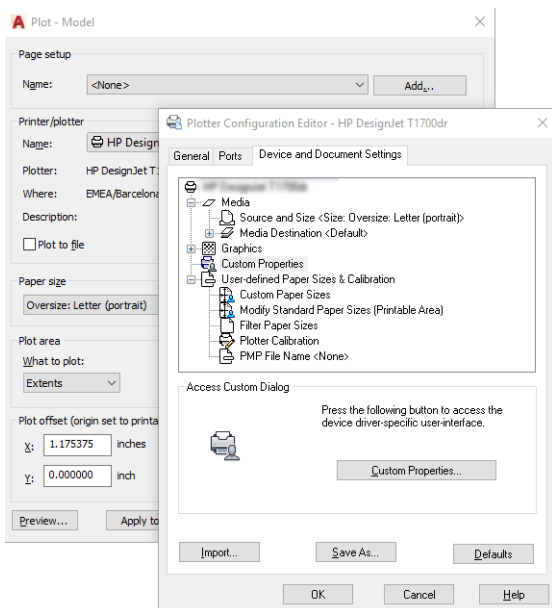 Plot - Model
Page setup
Name:
<None>
Add...
Printer/plotter
Name:
HP Design
Plotter:
HP DesignJet T1
Where:
EMEA/Barcelona
Description:
Plot to file
Paper size
Oversize: Letter (portrait)
Plot area
What to plot:
Extents
Plot offset (origin set to printa
X:
1.175375
inches
Y:
0.000000
inch
Preview...
Apply to
Plotter Configuration Editor - HP DesignJet T1700dr
General
Ports
Device and Document Settings
Media
Source and Size <Size: Oversize: Letter (portrait)>
Media Destination <Default>
Graphics
Custom Properties
User-defined Paper Sizes & Calibration
Custom Paper Sizes
Modify Standard Paper Sizes (Printable Area)
Filter Paper Sizes
Plotter Calibration
PMP File Name <None>
Access Custom Dialog
Press the following button to access the
device driver-specific user-interface.
Custom Properties...
Import...
Save As...
Defaults
OK
Cancel
Help